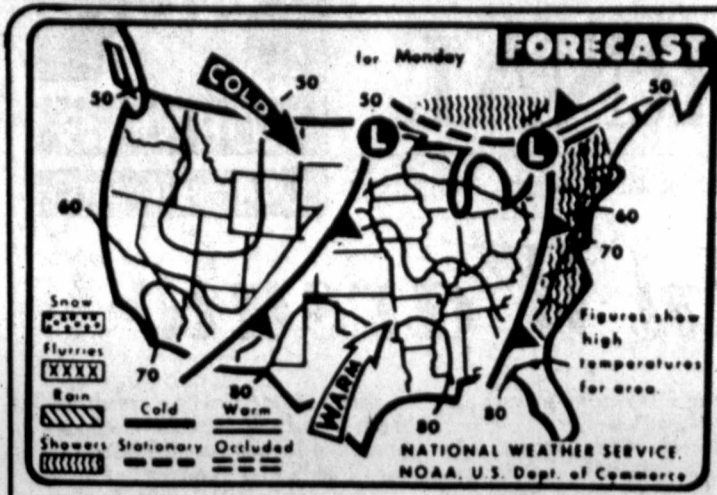 FORECAST
for Monday
COLD
50
50
50
50
L
L
60
60
70
Snow
Flurries
Rain
Showers
70
80
Cold
Warm
Stationary
Occluded
WARM
80
80
Figures show
high
temperatures
for area.
NATIONAL WEATHER SERVICE,
NOAA, U.S. Dept. of Commerce